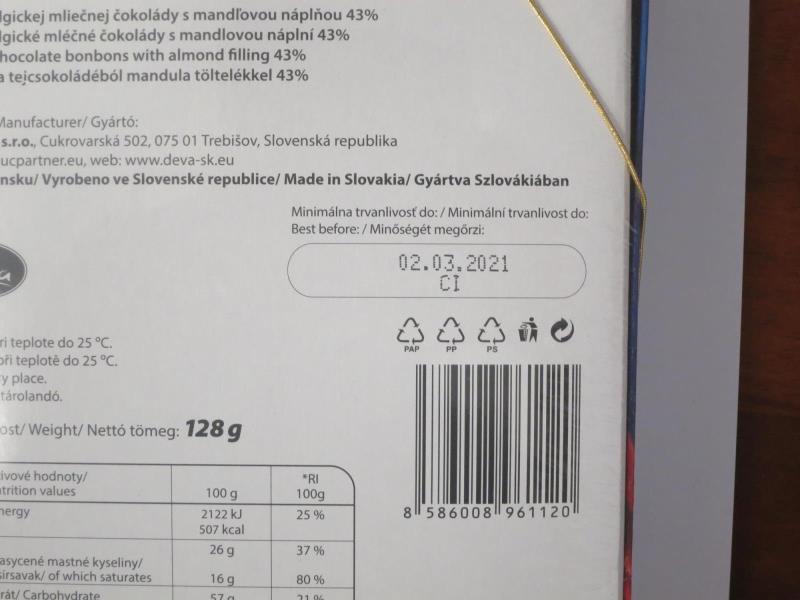 lgickej mliečnej čokolády s mandľovou náplňou 43%
lgické mléčné čokolády s mandlovou náplní 43%
hocolate bonbons with almond filling 43%
a tejcsokoládéból mandula töltelékkel 43%
Manufacturer/ Gyártó:
s.r.o., Cukrovarská 502, 075 01 Trebišov, Slovenská republika
ucpartner.eu, web: www.deva-sk.eu
nsku/ Vyrobeno ve Slovenské republice/ Made in Slovakia/ Gyártva Szlovákiában
Minimálna trvanlivosť do: / Minimální trvanlivost do:
Best before: / Minőségét megőrzi:
02.03.2021
CI
PAP PP PS
ri teplote do 25 °C.
při teplotě do 25 °C.
y place.
tárolandó.
ost/ Weight/ Nettó tömeg: 128 g
ivové hodnoty/
trition values 100 g *RI 100g
nergy 2122 kJ 25 %
507 kcal
26 g 37 %
asycené mastné kyseliny/
sírsavak/ of which saturates 16 g 80 %
rát/ Carbohydrate 57 g 21 %
8 586008 961120